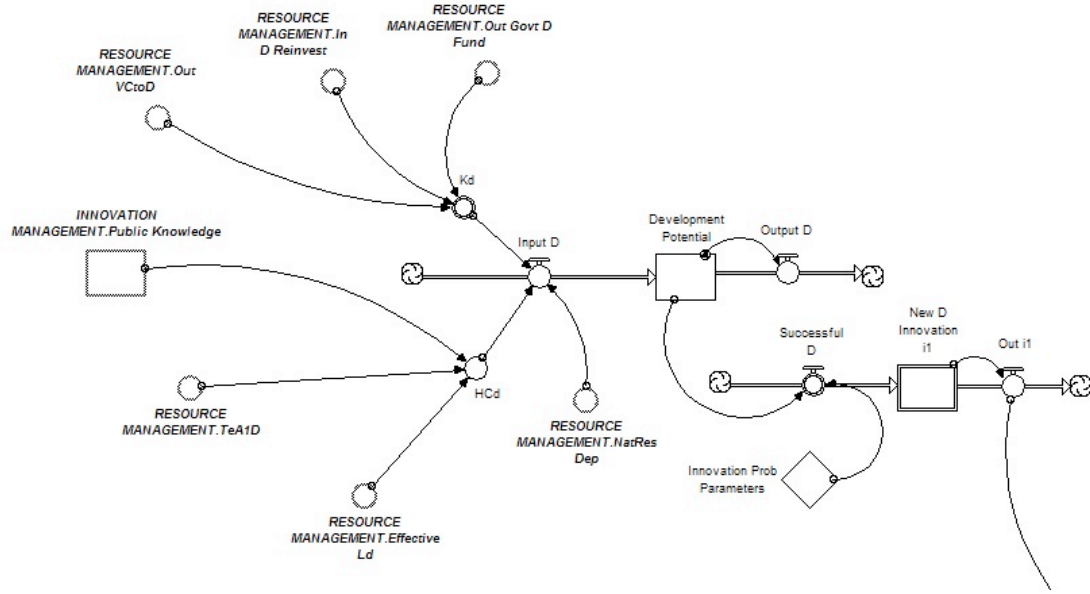 RESOURCE
MANAGEMENT.Out Govt D
Fund
RESOURCE
MANAGEMENT.In
D Reinvest
RESOURCE
MANAGEMENT.Out
VCtoD
Kd
INNOVATION
MANAGEMENT.Public Knowledge
Input D
Development
Potential
Output D
Successful
D
New D
Innovation
i1
Out i1
HCd
RESOURCE
MANAGEMENT.TeA1D
RESOURCE
MANAGEMENT.NatRes
Dep
Innovation Prob
Parameters
RESOURCE
MANAGEMENT.Effective
Ld